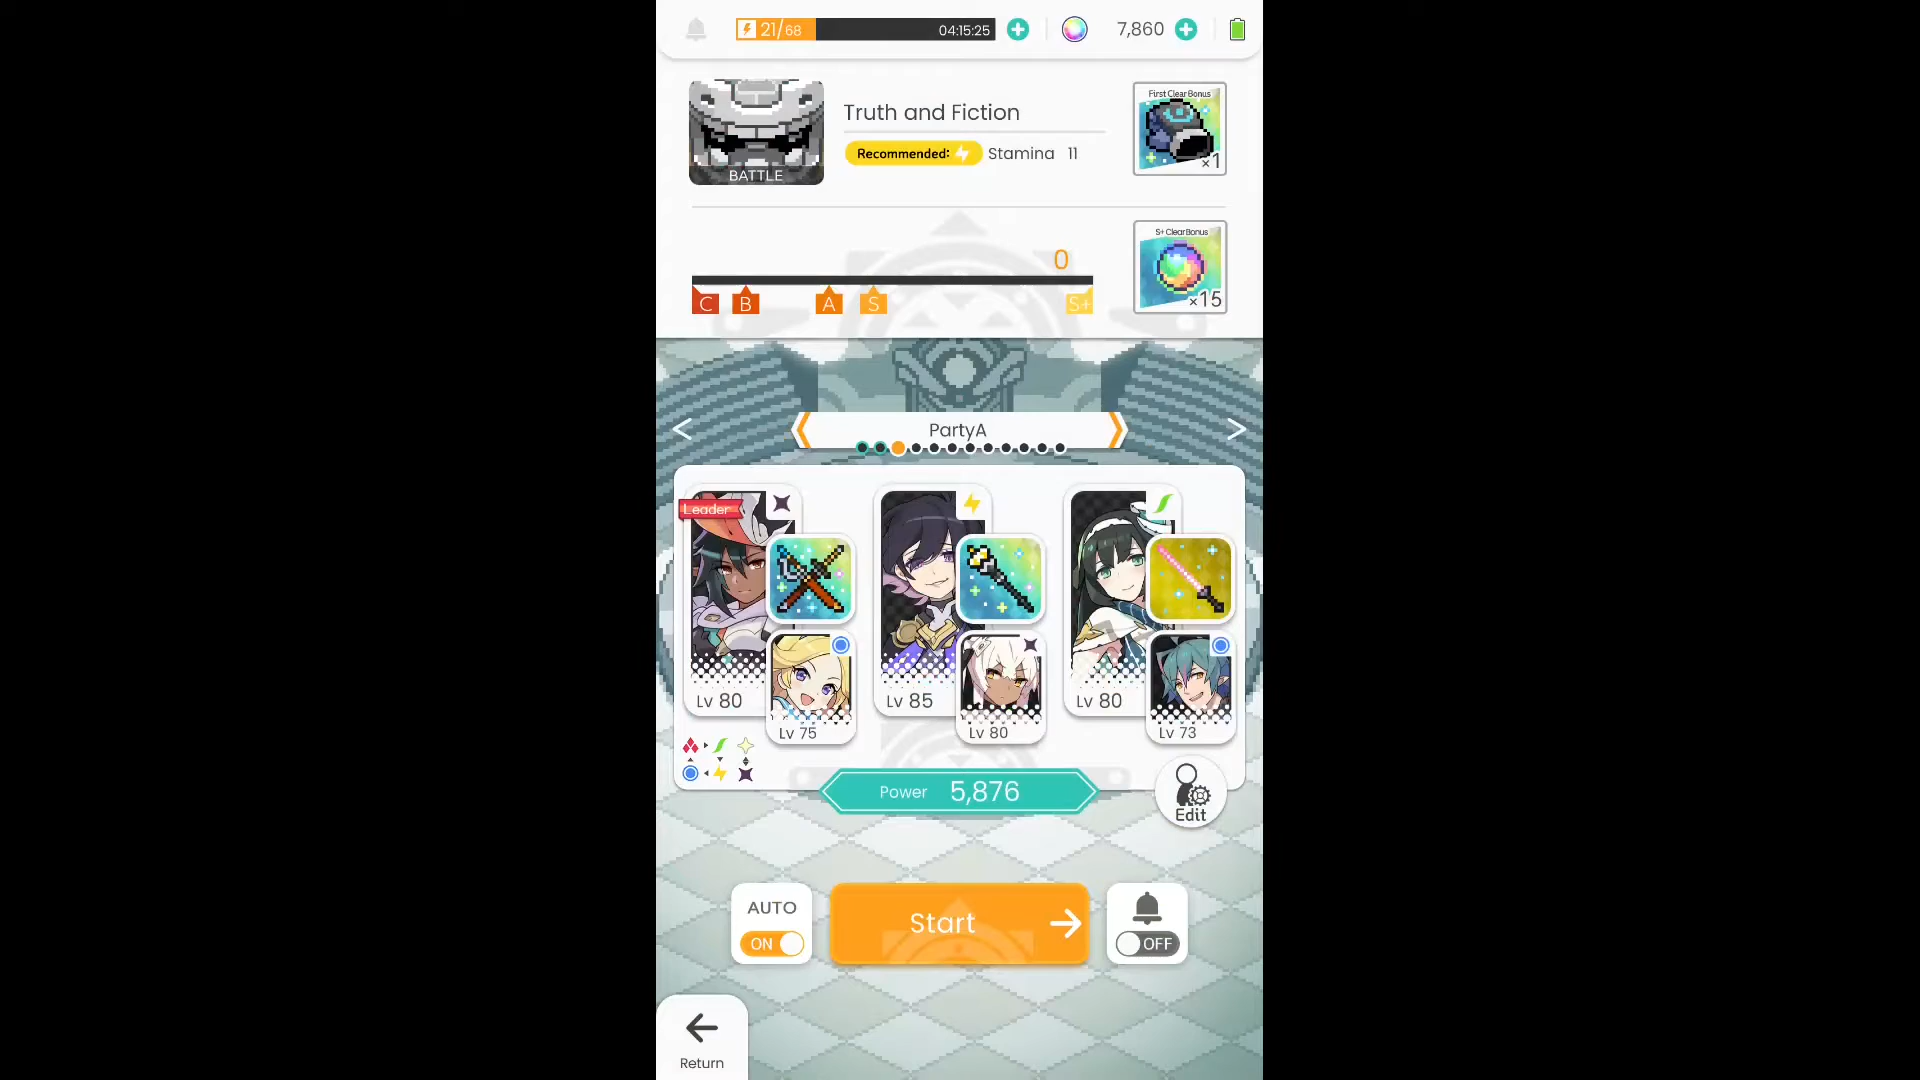 21/68
04:15:25
7,860
BATTLE
Truth and Fiction
Recommended:
Stamina 11
First Clear Bonus
×1
0
C
B
A
S
S+
S+ Clear Bonus
×15
PartyA
Leader
Lv 80
Lv 75
Lv 85
Lv 80
Lv 80
Lv 73
Power 5,876
Edit
AUTO
ON
Start
OFF
Return